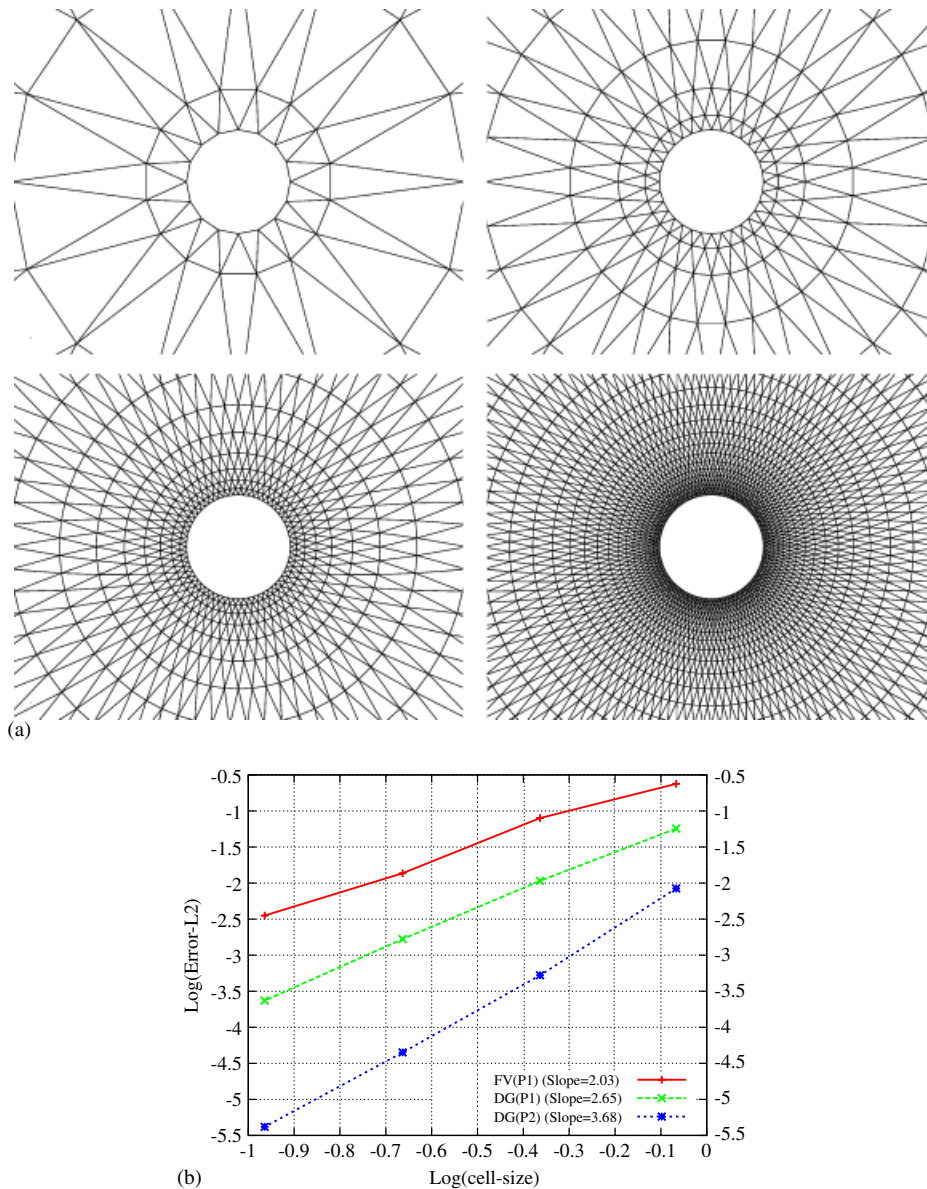 (a)
-0.5
-1
-1.5
-2
-2.5
-3
-3.5
-4
-4.5
-5
-5.5
-0.5
-1
-1.5
-2
-2.5
-3
-3.5
-4
-4.5
-5
-5.5
Log(Error-L2)
FV(P1) (Slope=2.03)
DG(P1) (Slope=2.65)
DG(P2) (Slope=3.68)
-1 -0.9 -0.8 -0.7 -0.6 -0.5 -0.4 -0.3 -0.2 -0.1 0
(b)
Log(cell-size)